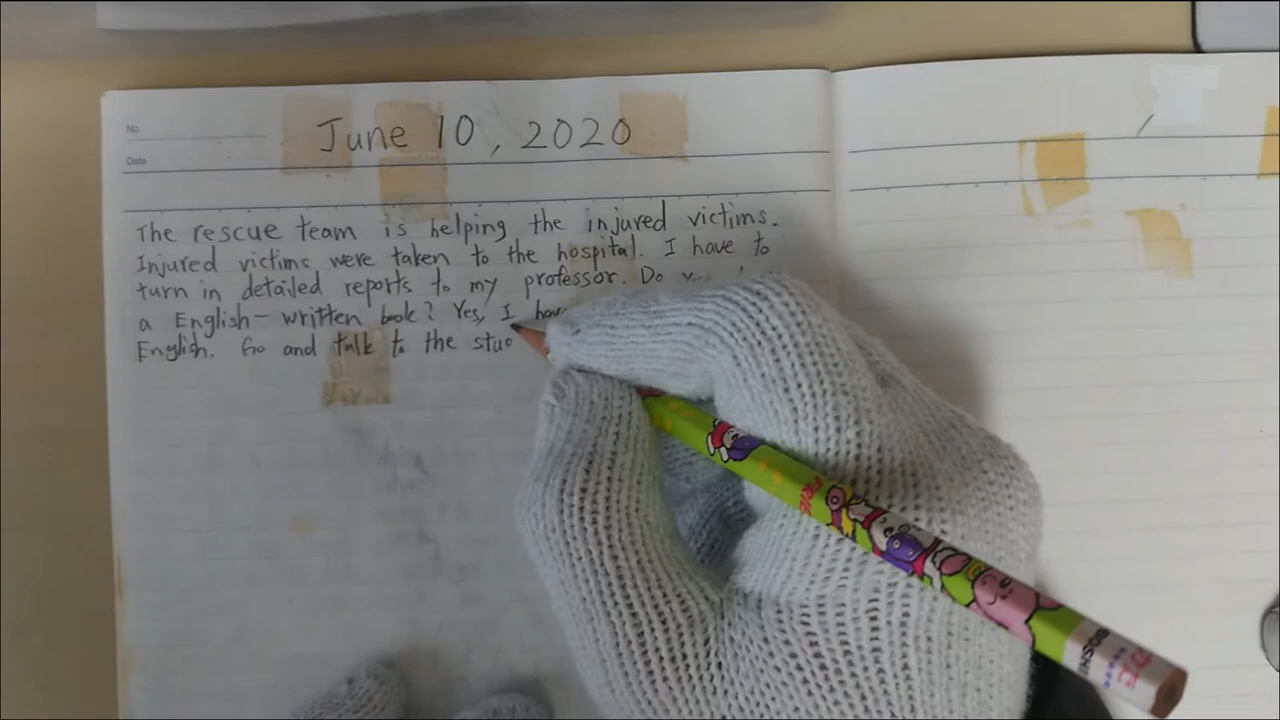 No.
Date
June 10, 2020
The rescue team is helping the injured victims.
Injured victims were taken to the hospital. I have to
turn in detailed reports to my professor. Do
a English-written book? Yes, I
English. Go and talk to the